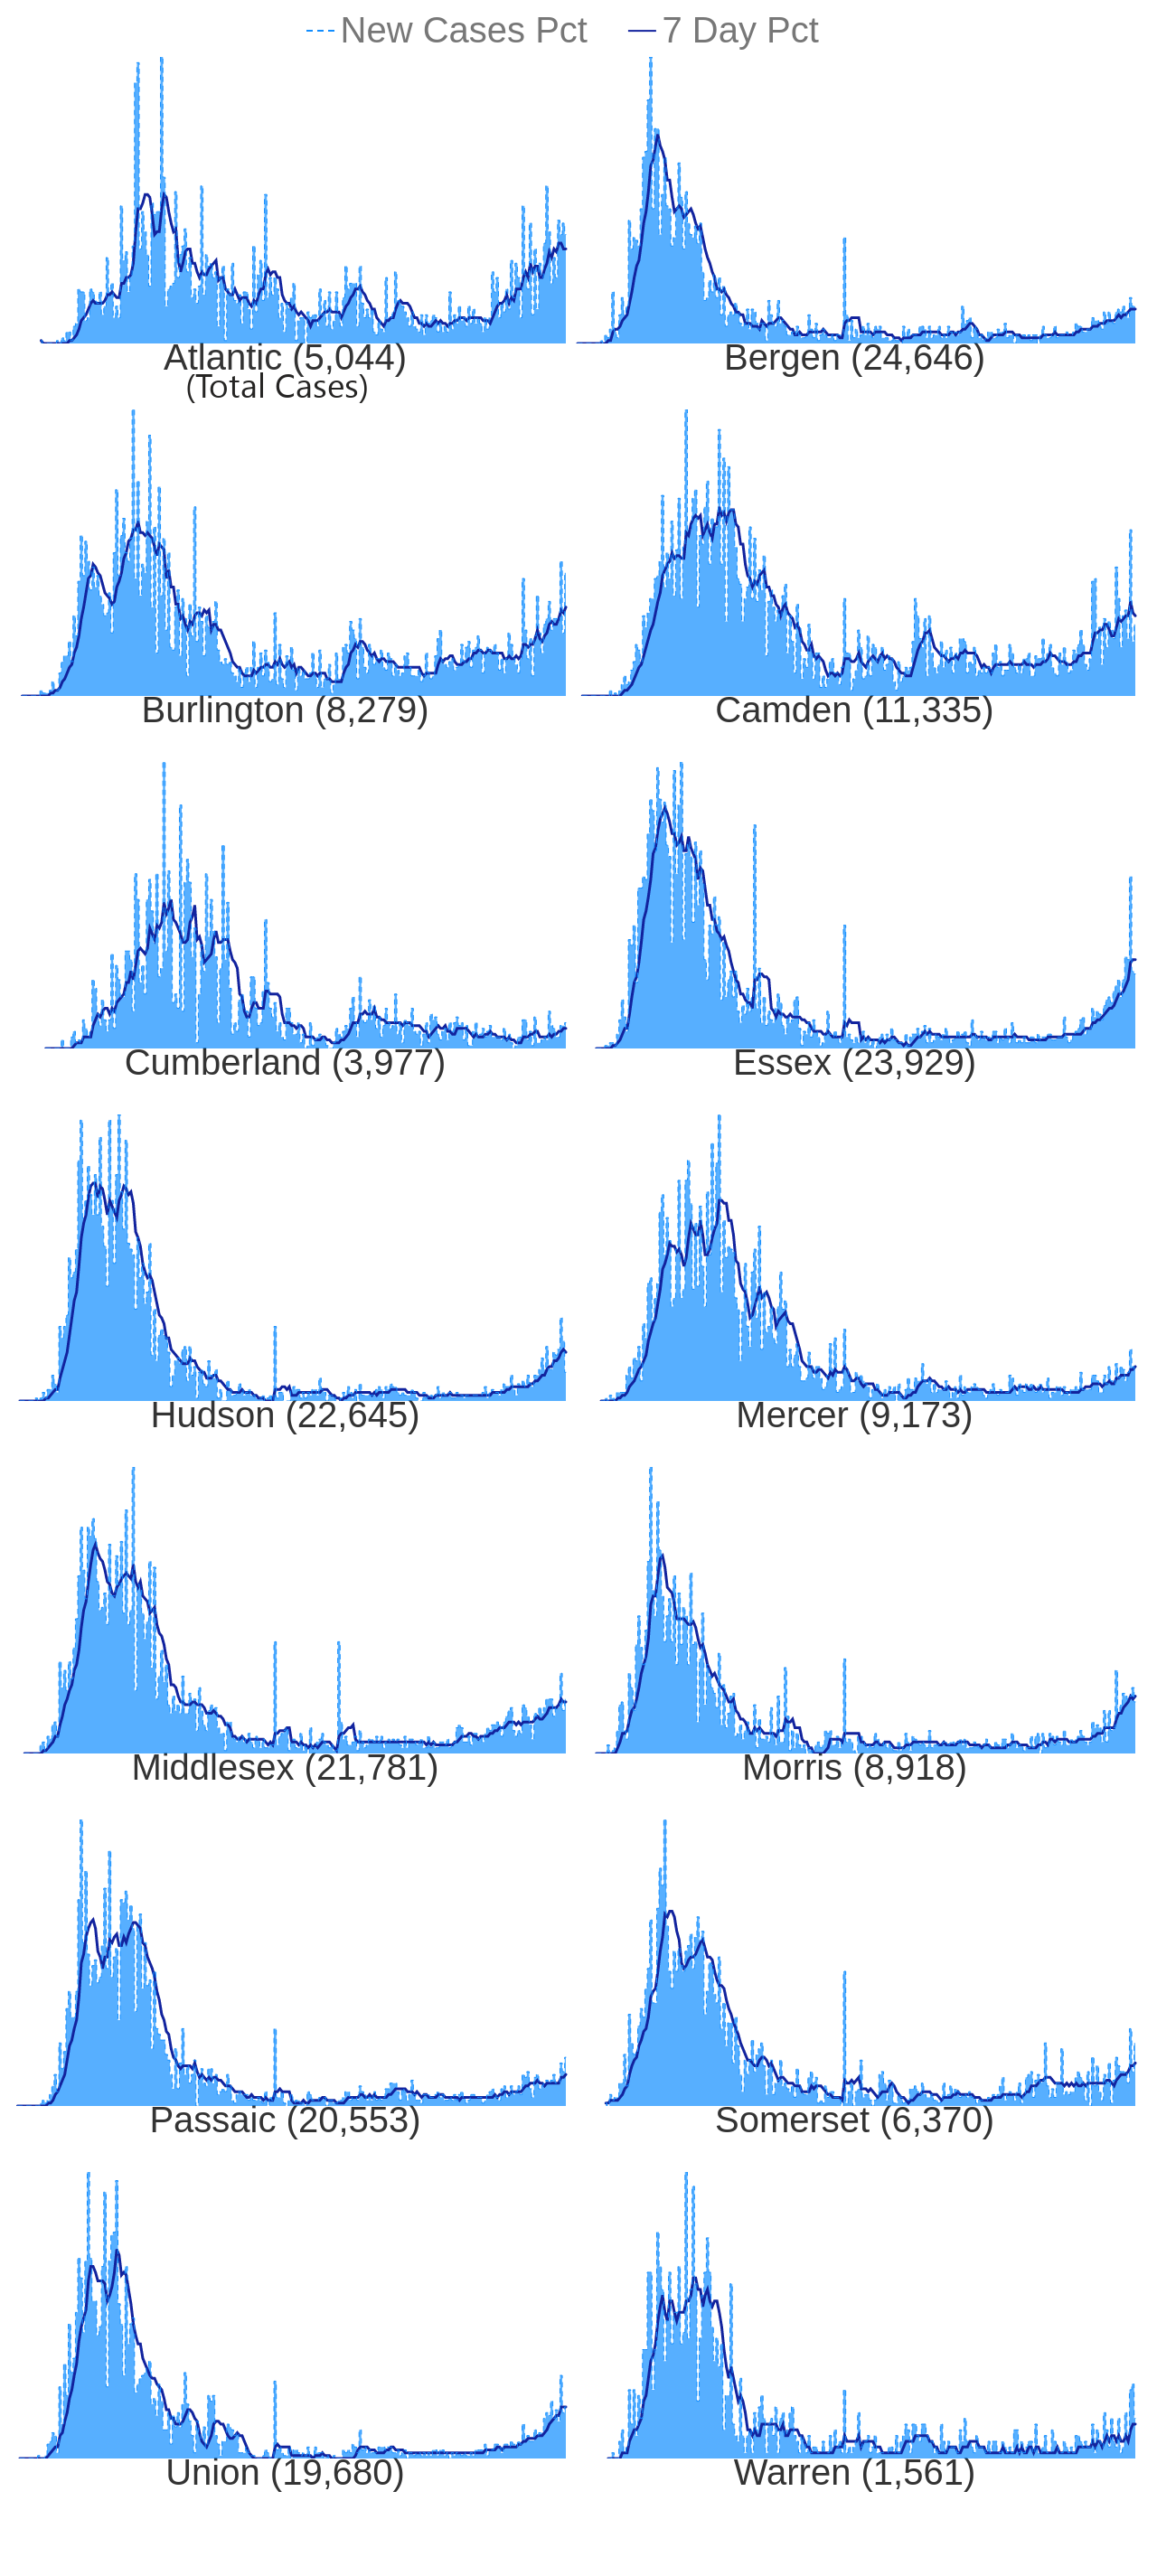 New Cases Pct 7 Day Pct
Atlantic (5,044) Bergen (24,646)
(Total Cases)
Burlington (8,279) Camden (11,335)
Cumberland (3,977) Essex (23,929)
Hudson (22,645) Mercer (9,173)
Middlesex (21,781) Morris (8,918)
Passaic (20,553) Somerset (6,370)
Union (19,680) Warren (1,561)